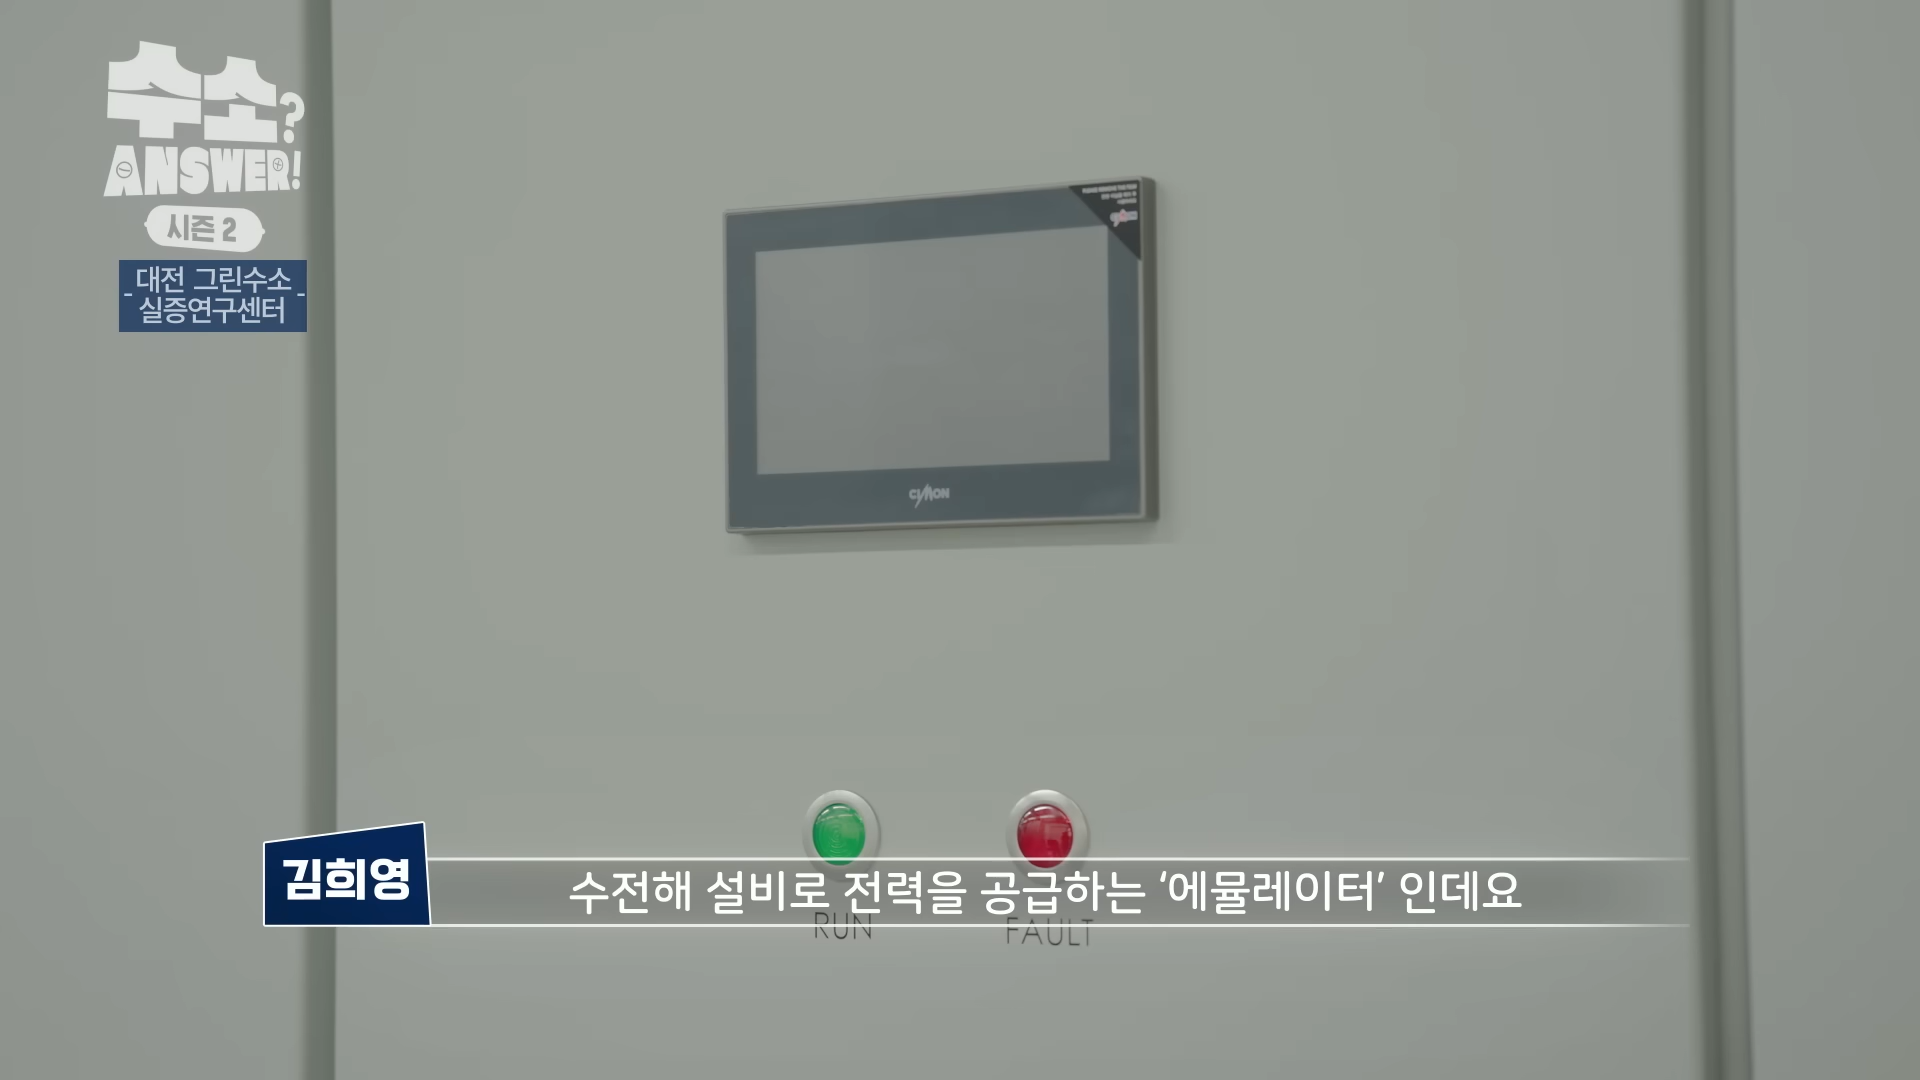 수소?
ANSWER!
시즌 2
- 대전 그린수소
실증연구센터 -
CIMON
김희영
수전해 설비로 전력을 공급하는 ‘에뮬레이터’ 인데요
RUN
FAULT